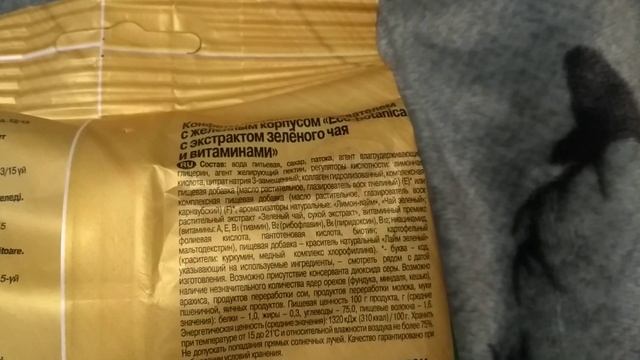 с желейным корпусом «Eco-botanica
с экстрактом зелёного чая
и витаминами»
RU Состав: вода питьевая, сахар, патока, агент влагоудерживающий
глицерин, агент желирующий пектин, регуляторы кислотности: лимонная
кислота, цитрат натрия 3-замещенный; коллаген гидролизованный, комплексная
пищевая добавка (масло растительное, глазирователь воск пчелиный) (E)* или
комплексная пищевая добавка (масло растительное, глазирователь воск
карнаубский) (F)*, ароматизаторы натуральные: «Лимон-лайм», «Чай зеленый»;
растительный экстракт «Зеленый чай, сухой экстракт», витаминный премикс
витамины: A, E, B1 (тиамин), B2 (рибофлавин), B6 (пиридоксин), B12; ниацинамид,
фолиевая кислота, пантотеновая кислота, биотин; картофельный
мальтодекстрин), пищевая добавка – краситель натуральный «Лайм зеленый»
(красители: куркумин, медный комплекс хлорофиллина). *- буква – код,
указывающий на используемые ингредиенты, – смотреть рядом с датой
изготовления. Возможно присутствие консерванта диоксида серы. Возможно
наличие незначительного количества ядер орехов (фундука, миндаля, кешью),
арахиса, продуктов переработки сои, продуктов переработки молока, муки
пшеничной, яичных продуктов. Пищевая ценность 100 г продукта, г (средние
значения): белки – 1,0, жиры – 0,3, углеводы – 75,0, пищевые волокна – 1,6.
Энергетическая ценность (средние значения): 1320 кДж (310 ккал) / 100 г. Хранить
при температуре от 15 до 21°C и относительной влажности воздуха не более 75%.
Не допускать попадания прямых солнечных лучей. Качество гарантировано при
условий хранения.
3/15 уй
5-уй